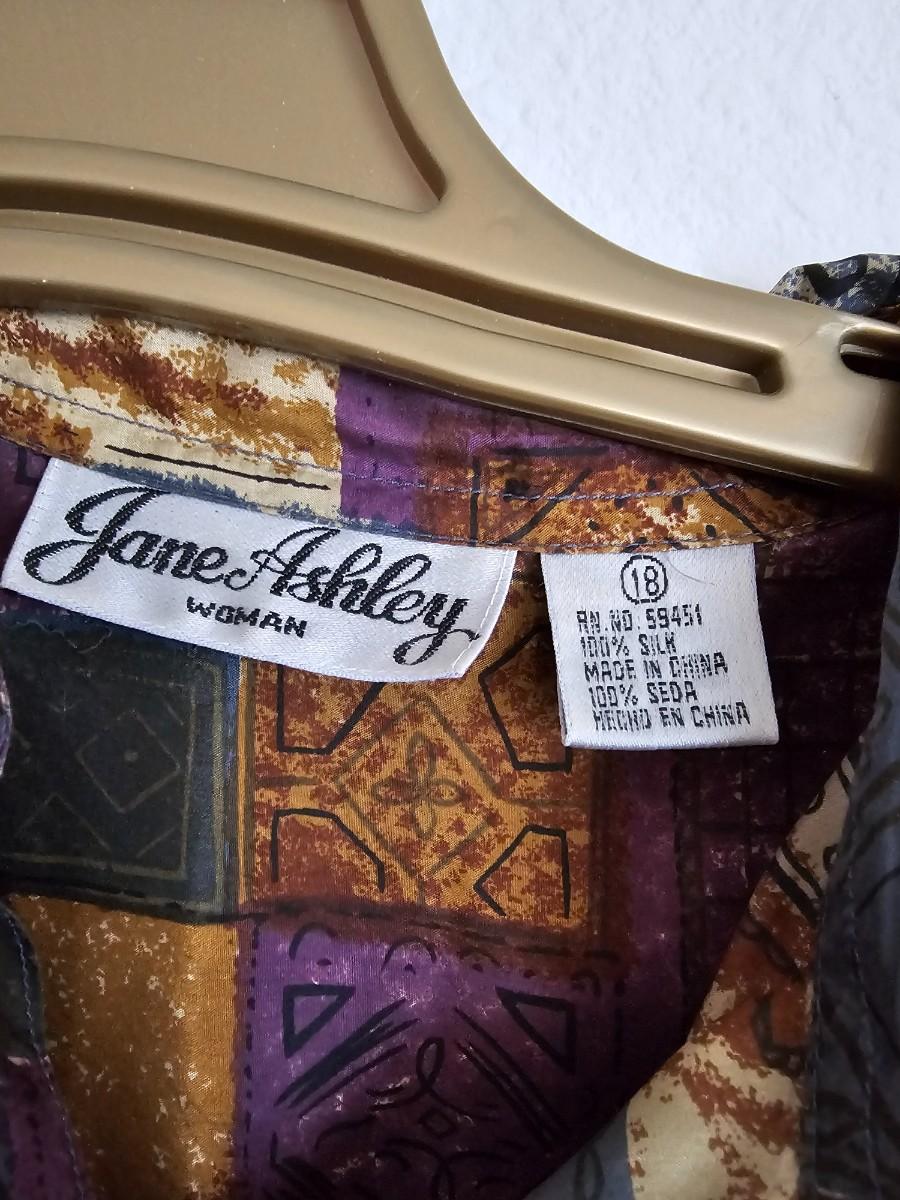 Jane Ashley
WOMAN
18
RN. NO. 59451
100% SILK
MADE IN CHINA
100% SEDA
HECHO EN CHINA